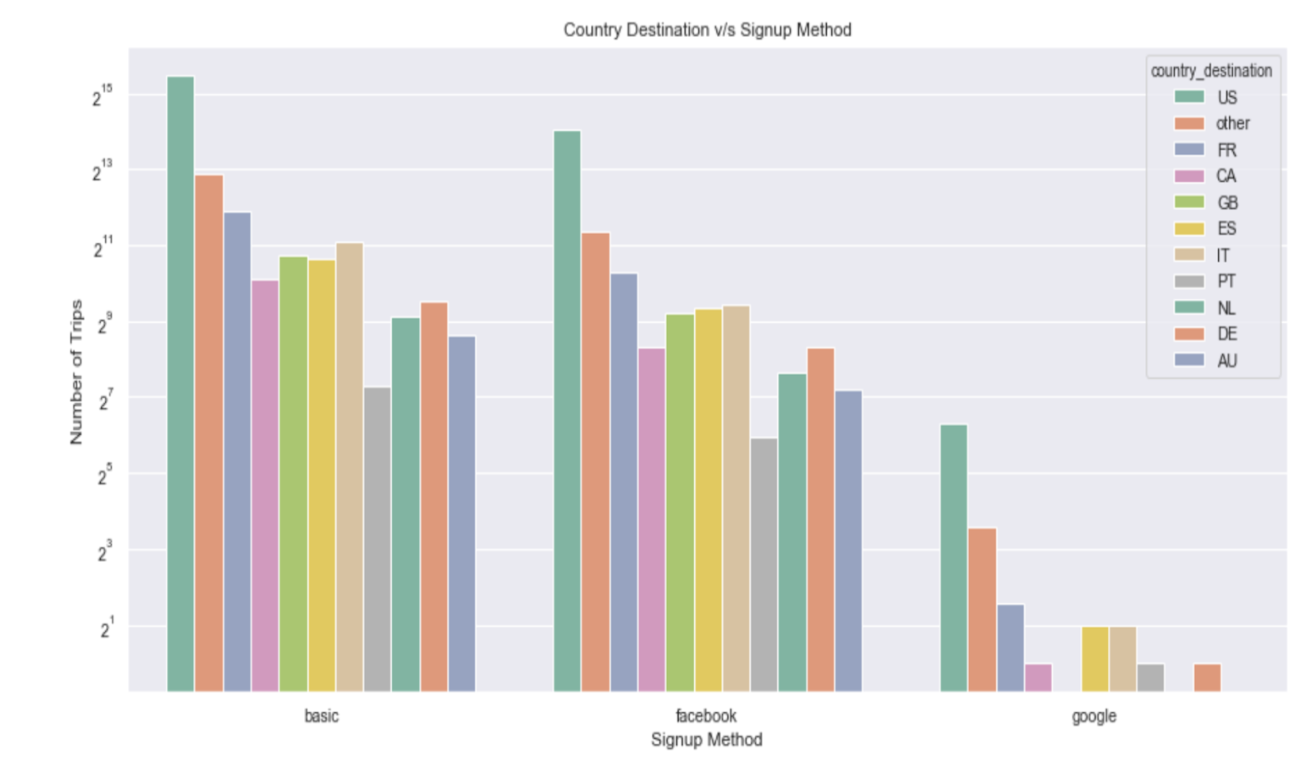 Country Destination v/s Signup Method
country_destination
US
other
FR
CA
GB
ES
IT
PT
NL
DE
AU
2^15
2^13
2^11
2^9
2^7
2^5
2^3
2^1
Number of Trips
basic facebook google
Signup Method